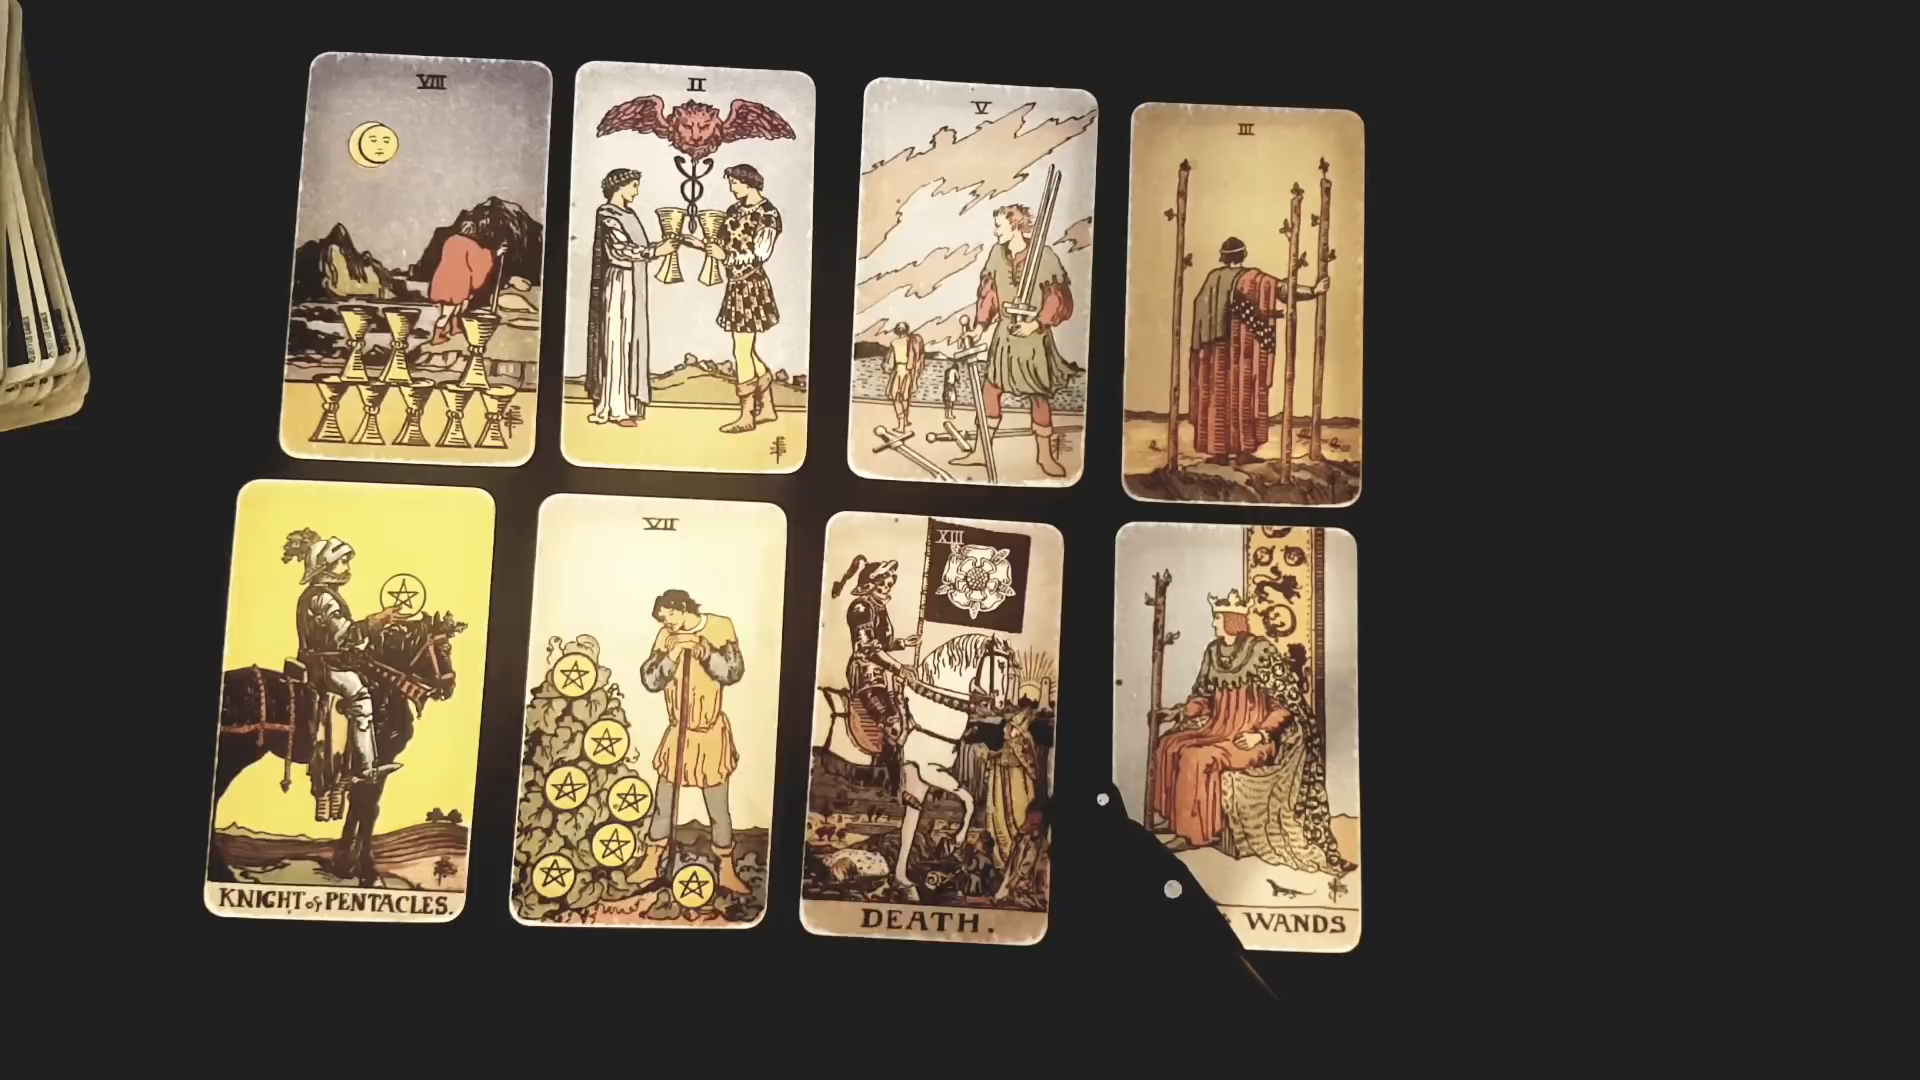 VIII
II
V
III
KNIGHT of PENTACLES.
VII
XIII
DEATH.
WANDS